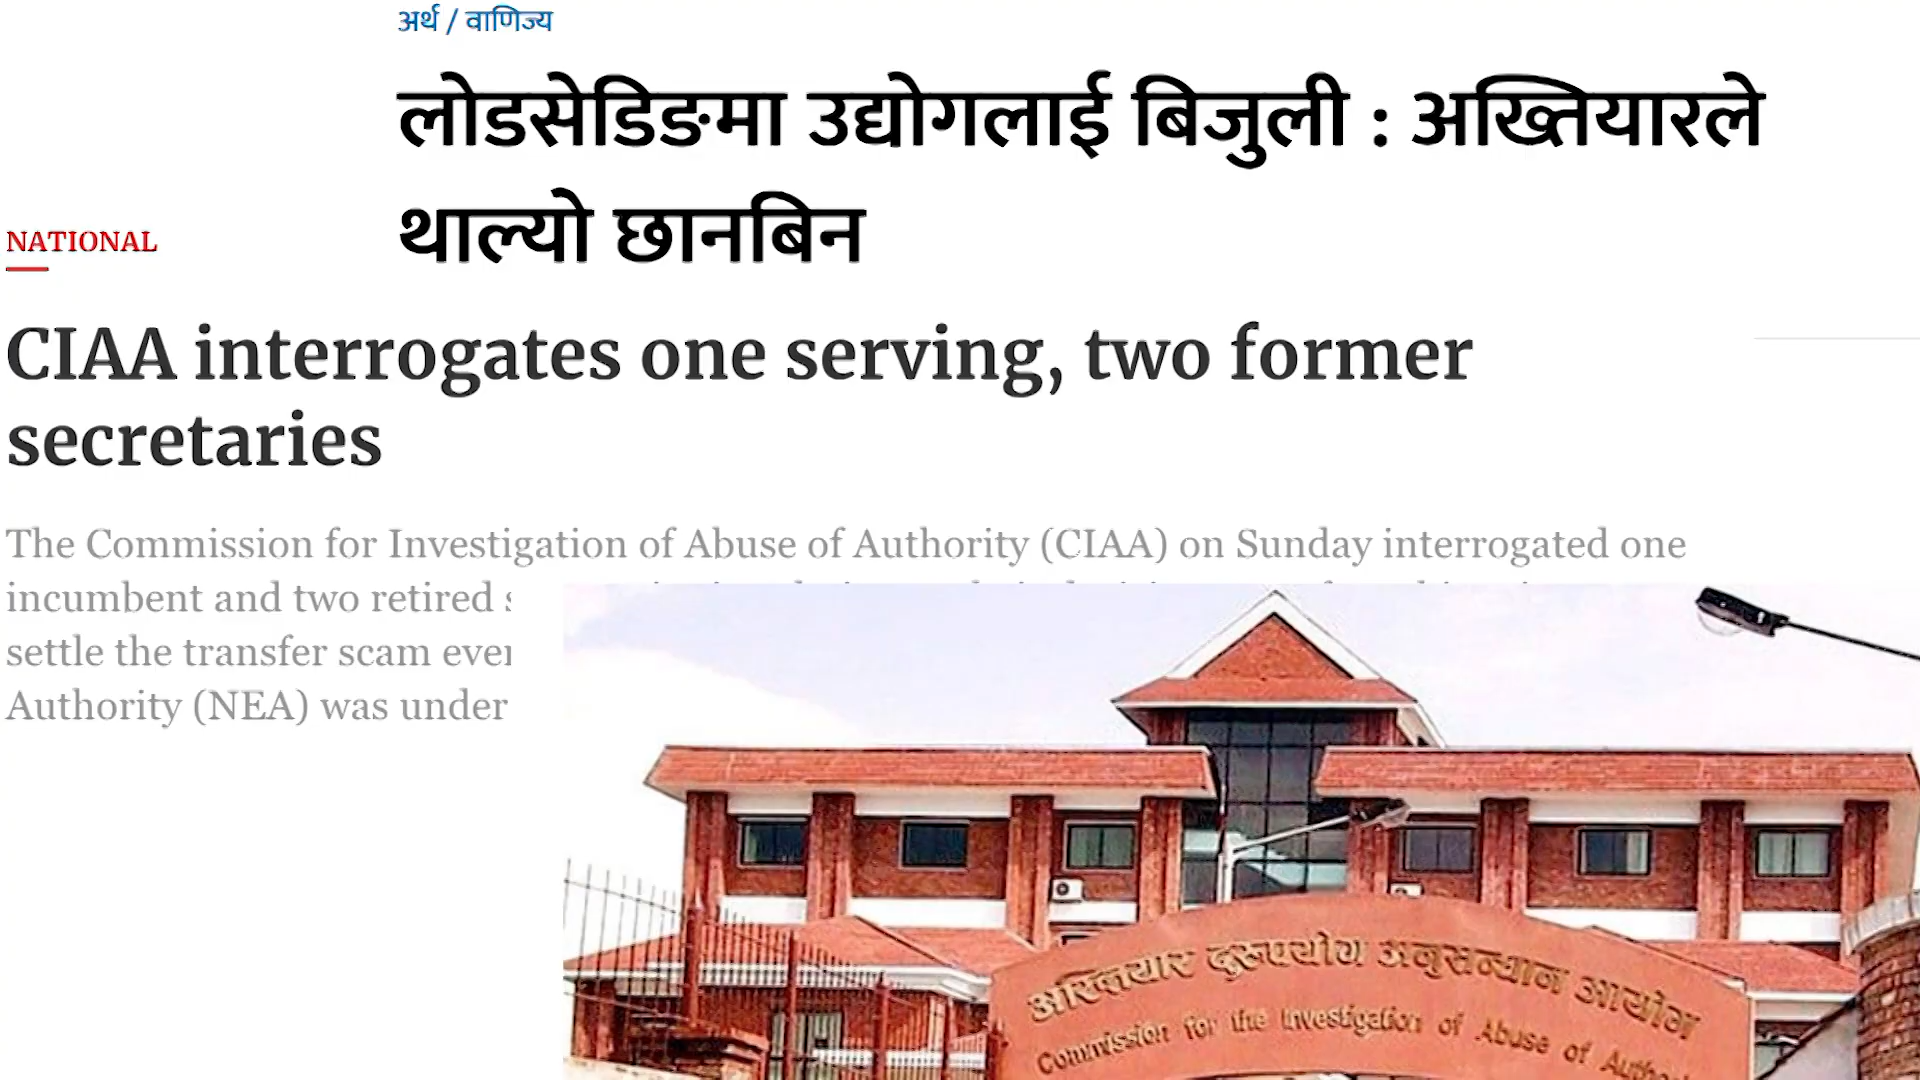 अर्थ / वाणिज्य
लोडसेडिङमा उद्योगलाई बिजुली : अख्तियारले
थाल्यो छानबिन
NATIONAL
CIAA interrogates one serving, two former
secretaries
The Commission for Investigation of Abuse of Authority (CIAA) on Sunday interrogated one
incumbent and two retired
settle the transfer scam
Authority (NEA) was under
अख्तियार दुरुपयोग अनुसन्धान आयोग
Commission for the Investigation of Abuse of